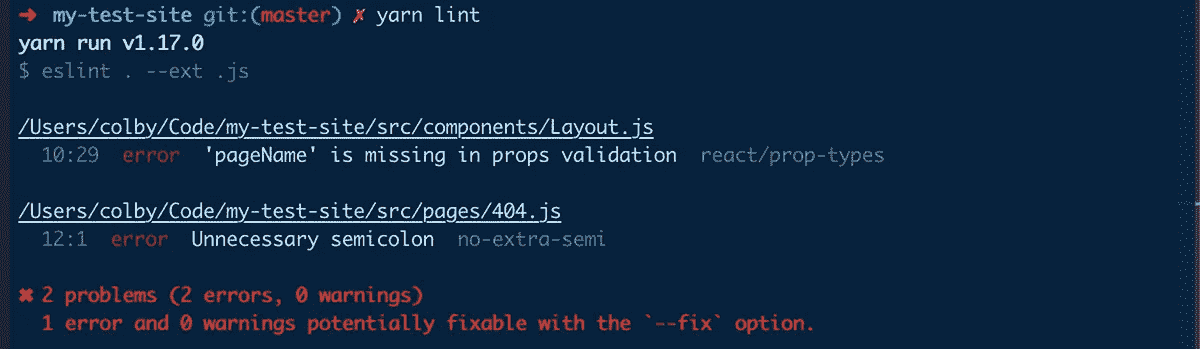 ➜ my-test-site git:(master) ✗ yarn lint
yarn run v1.17.0
$ eslint . --ext .js
/Users/colby/Code/my-test-site/src/components/Layout.js
10:29 error 'pageName' is missing in props validation react/prop-types
/Users/colby/Code/my-test-site/src/pages/404.js
12:1 error Unnecessary semicolon no-extra-semi
✖ 2 problems (2 errors, 0 warnings)
1 error and 0 warnings potentially fixable with the `--fix` option.